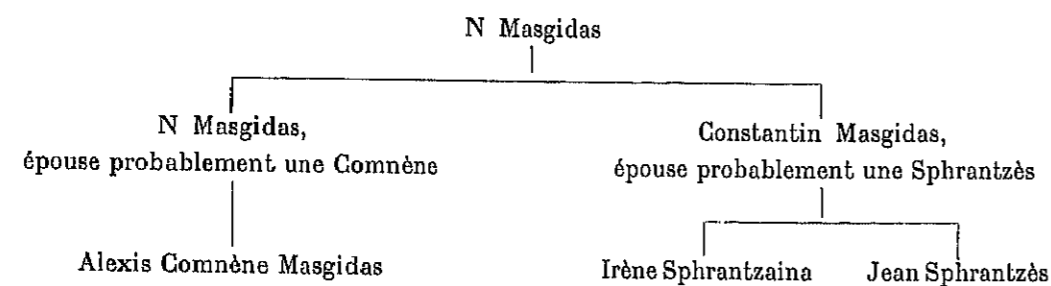 N Masgidas
N Masgidas,
épouse probablement une Comnène
Constantin Masgidas,
épouse probablement une Sphrantzès
Alexis Comnène Masgidas
Irène Sphrantzaina
Jean Sphrantzès